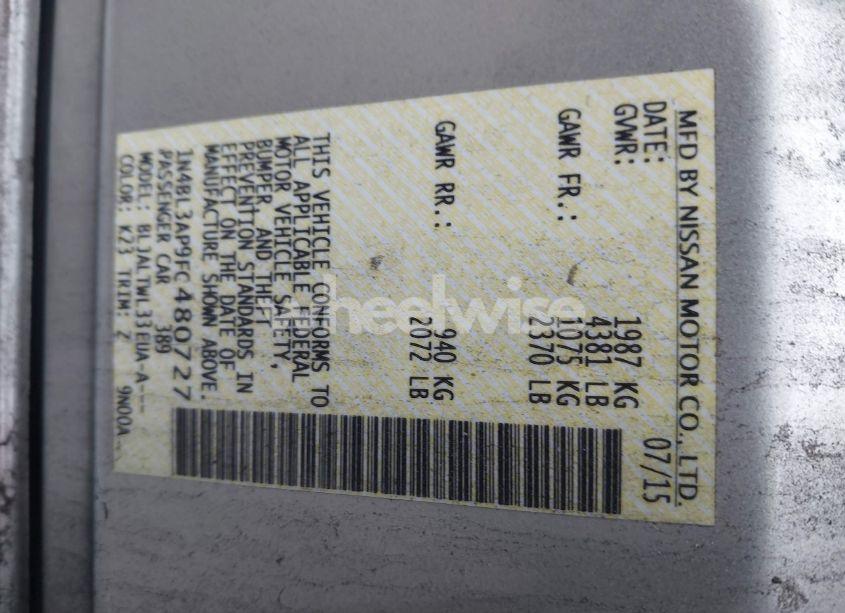 MFD BY NISSAN MOTOR CO., LTD.
DATE: 07/15
GVWR: 1987 KG
4381 LB
GAWR FR.: 1075 KG
2370 LB
GAWR RR.: 940 KG
2072 LB
THIS VEHICLE CONFORMS TO
ALL APPLICABLE FEDERAL
MOTOR VEHICLE SAFETY,
BUMPER, AND THEFT
PREVENTION STANDARDS IN
EFFECT ON THE DATE OF
MANUFACTURE SHOWN ABOVE.
1N4BL3AP9FC480727
PASSENGER CAR 389
MODEL: BLJALTWL33EUA-A---
COLOR: K23 TRIM: Z 9N00A
heelwise